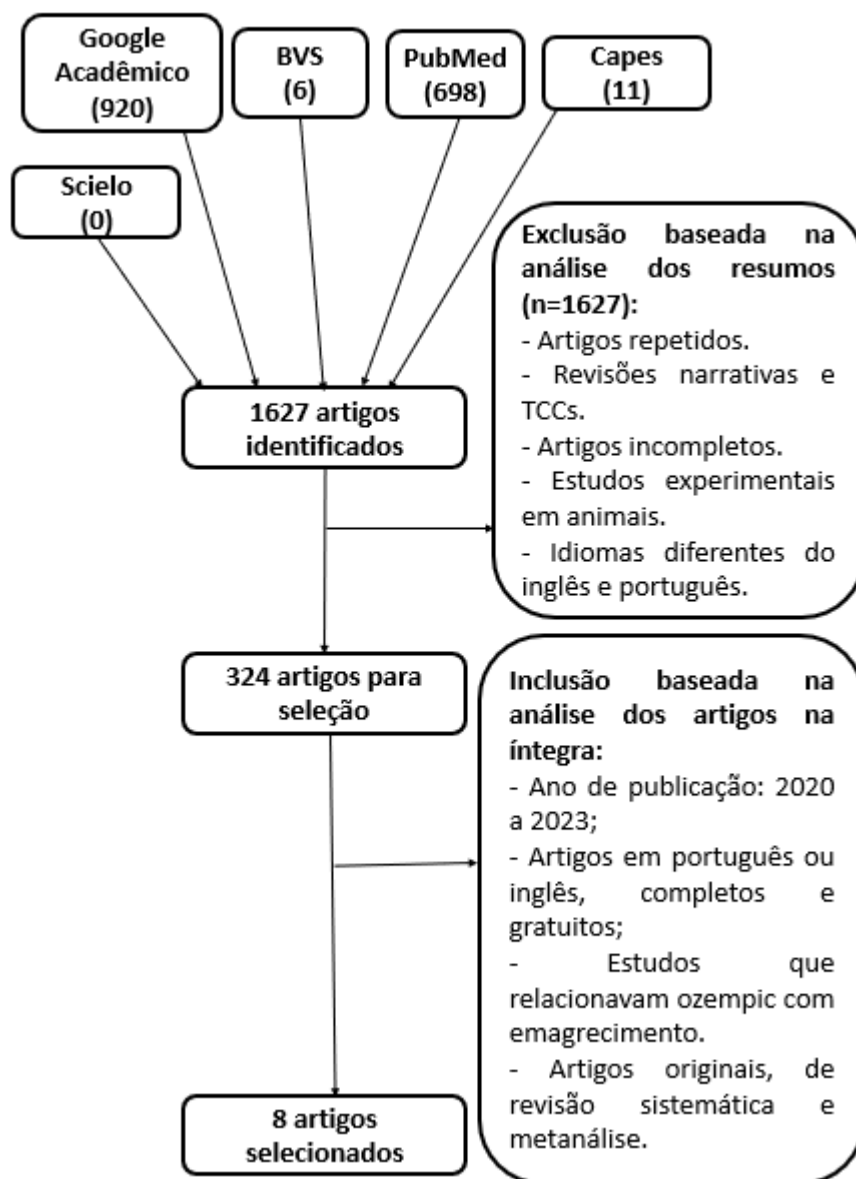 Google
Acadêmico
(920)
BVS
(6)
PubMed
(698)
Capes
(11)
Scielo
(0)
1627 artigos
identificados
Exclusão baseada na
análise dos resumos
(n=1627):
- Artigos repetidos.
- Revisões narrativas e
TCCs.
- Artigos incompletos.
- Estudos experimentais
em animais.
- Idiomas diferentes do
inglês e português.
324 artigos para
seleção
Inclusão baseada na
análise dos artigos na
íntegra:
- Ano de publicação: 2020
a 2023;
- Artigos em português ou
inglês, completos e
gratuitos;
- Estudos que
relacionavam ozempic com
emagrecimento.
- Artigos originais, de
revisão sistemática e
metanálise.
8 artigos
selecionados